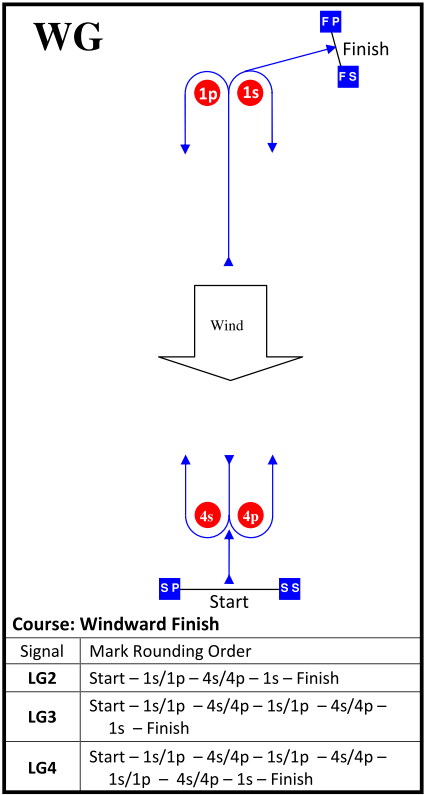 WG
F P
Finish
F S
1p
1s
Wind
4s
4p
S P
S S
Start
Course: Windward Finish
Signal Mark Rounding Order
LG2 Start – 1s/1p – 4s/4p – 1s – Finish
LG3 Start – 1s/1p – 4s/4p – 1s/1p – 4s/4p –
1s – Finish
LG4 Start – 1s/1p – 4s/4p – 1s/1p – 4s/4p –
1s/1p – 4s/4p – 1s – Finish